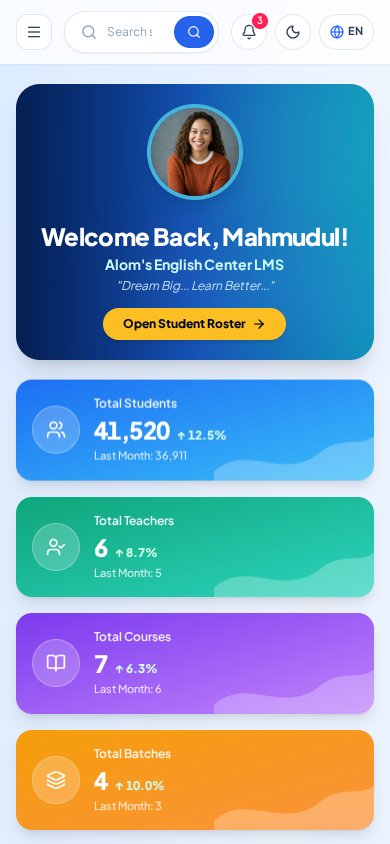 Search s
3
EN
Welcome Back, Mahmudul!
Alom's English Center LMS
"Dream Big... Learn Better..."
Open Student Roster →
Total Students
41,520 ↑ 12.5%
Last Month: 36,911
Total Teachers
6 ↑ 8.7%
Last Month: 5
Total Courses
7 ↑ 6.3%
Last Month: 6
Total Batches
4 ↑ 10.0%
Last Month: 3